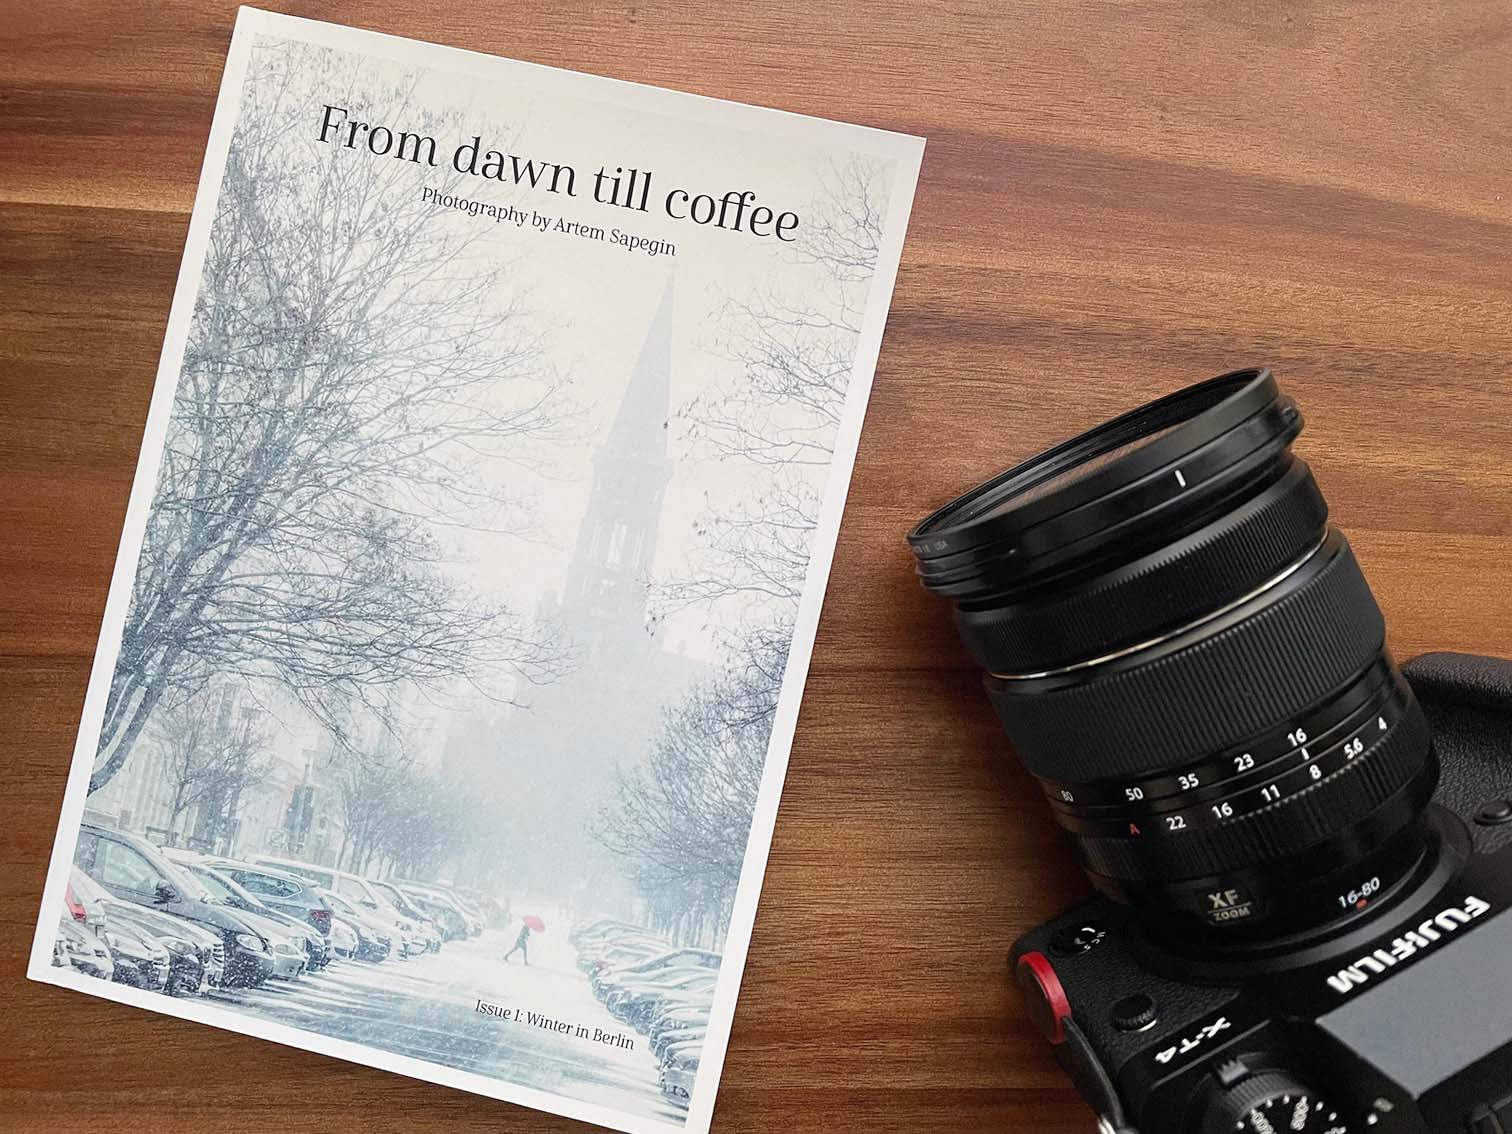 From dawn till coffee
Photography by Artem Sapegin
Issue 1: Winter in Berlin
80 50 35 23 16
A 22 16 11 8 5.6 4
XF
ZOOM
16-80
FUJIFILM
X-T4